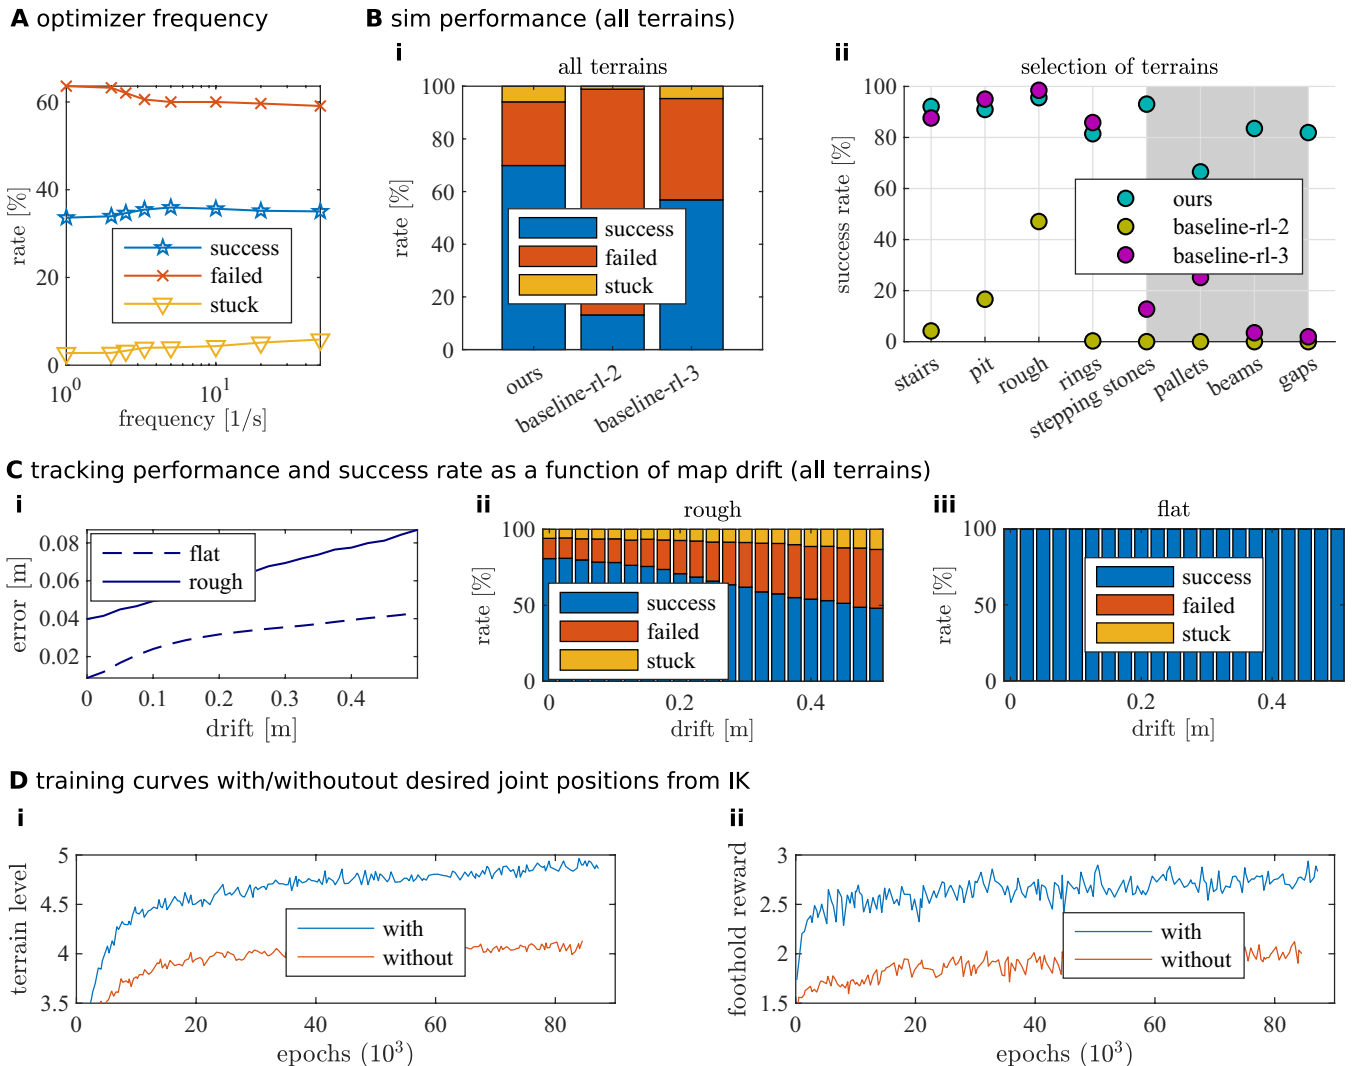 A optimizer frequency
rate [%]
60
40
20
0
10^0
10^1
frequency [1/s]
success
failed
stuck
B sim performance (all terrains)
i
all terrains
rate [%]
100
80
60
40
20
0
success
failed
stuck
ours
baseline-rl-2
baseline-rl-3
ii
selection of terrains
success rate [%]
100
80
60
40
20
0
ours
baseline-rl-2
baseline-rl-3
stairs
pit
rough
rings
stepping stones
pallets
beams
gaps
C tracking performance and success rate as a function of map drift (all terrains)
i
error [m]
0.08
0.06
0.04
0.02
flat
rough
0 0.1 0.2 0.3 0.4
drift [m]
ii
rough
rate [%]
100
50
0
success
failed
stuck
0 0.2 0.4
drift [m]
iii
flat
rate [%]
100
50
0
success
failed
stuck
0 0.2 0.4
drift [m]
D training curves with/withoutout desired joint positions from IK
i
terrain level
5
4.5
4
3.5
with
without
0 20 40 60 80
epochs (10^3)
ii
foothold reward
3
2.5
2
1.5
with
without
0 20 40 60 80
epochs (10^3)